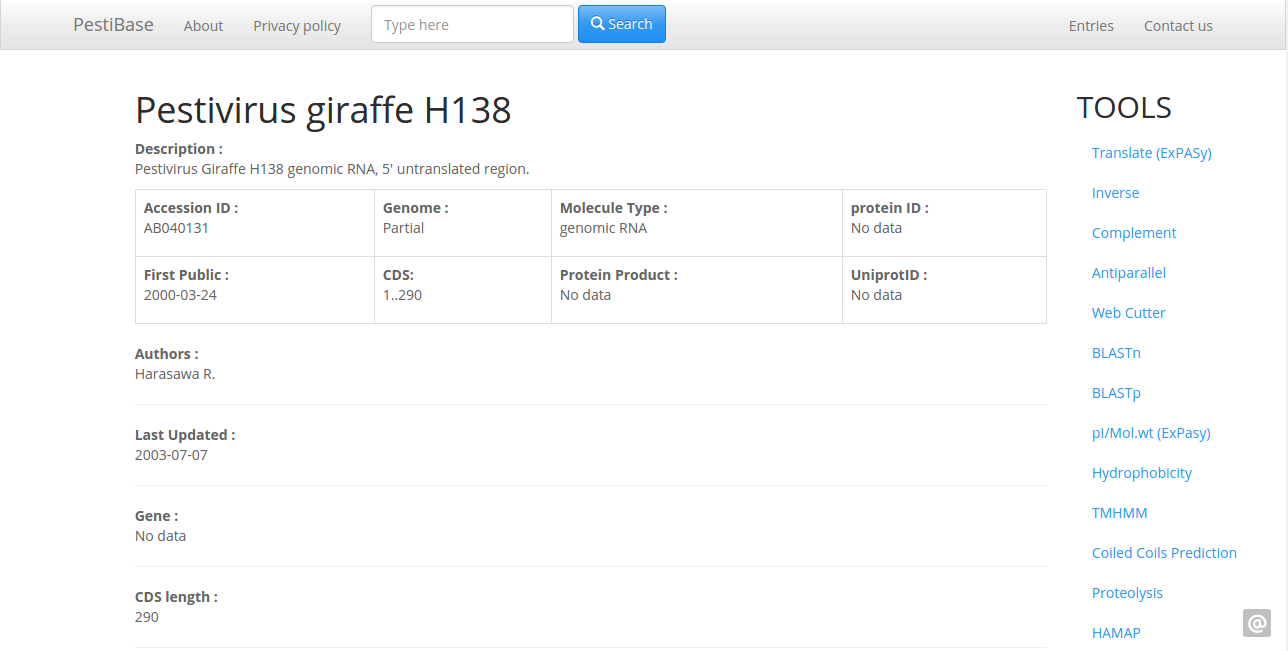 PestiBase About Privacy policy Type here Search Entries Contact us
Pestivirus giraffe H138
Description :
Pestivirus Giraffe H138 genomic RNA, 5' untranslated region.
Accession ID : Genome : Molecule Type : protein ID :
AB040131 Partial genomic RNA No data
First Public : CDS: Protein Product : UniprotID :
2000-03-24 1..290 No data No data
Authors :
Harasawa R.
Last Updated :
2003-07-07
Gene :
No data
CDS length :
290
TOOLS
Translate (ExPASy)
Inverse
Complement
Antiparallel
Web Cutter
BLASTn
BLASTp
pI/Mol.wt (ExPasy)
Hydrophobicity
TMHMM
Coiled Coils Prediction
Proteolysis
HAMAP
@